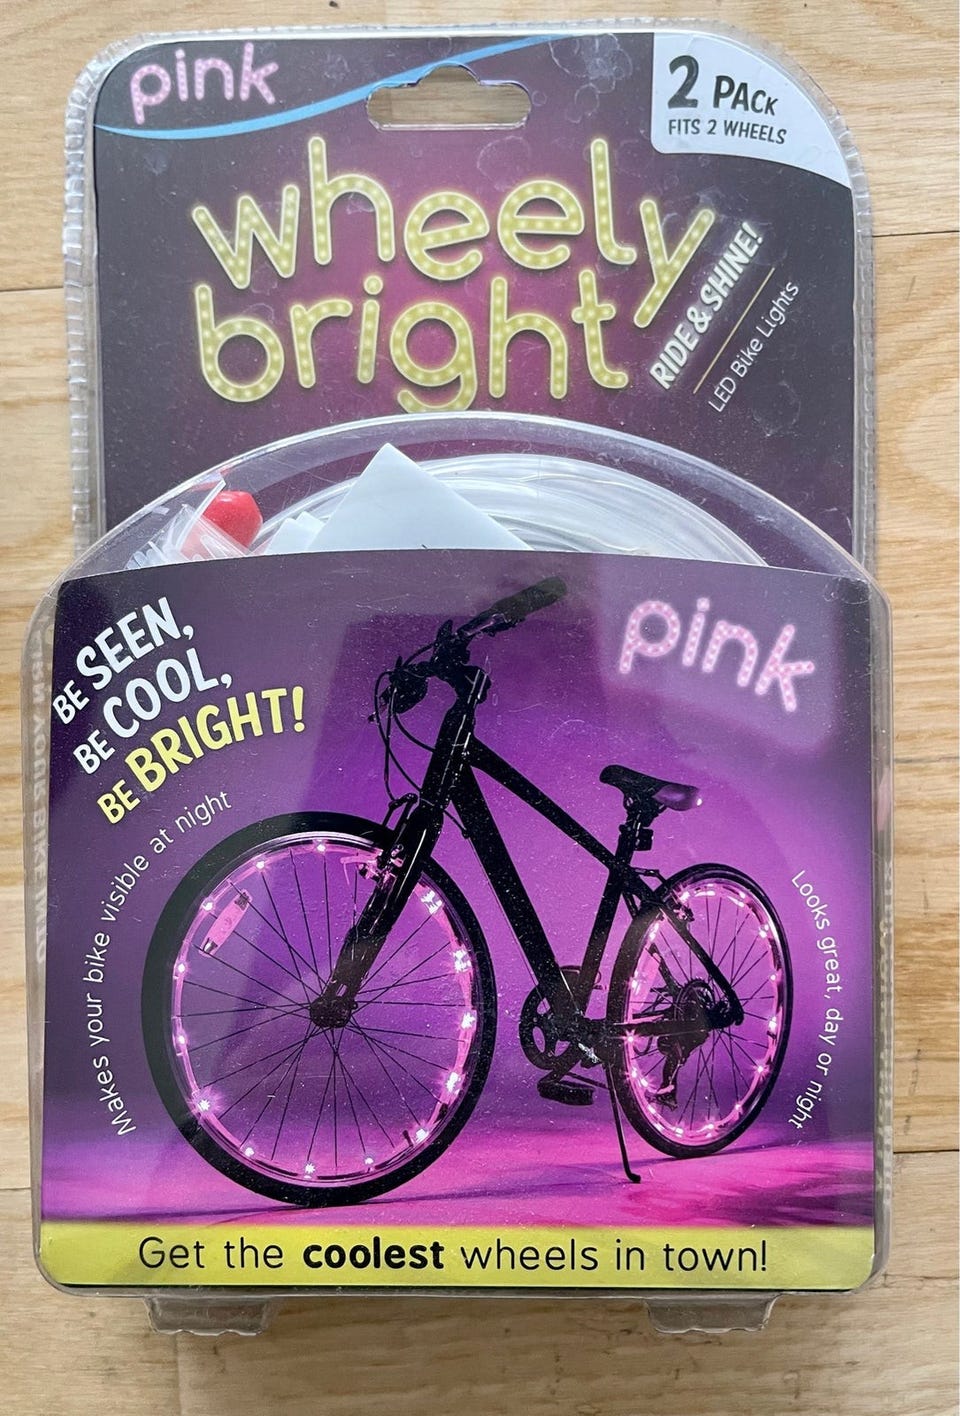 pink
2 PACK
FITS 2 WHEELS
wheely
bright
RIDE & SHINE!
LED Bike Lights
BE SEEN,
BE COOL,
BE BRIGHT!
pink
Makes your bike visible at night
Looks great, day or night
Get the coolest wheels in town!